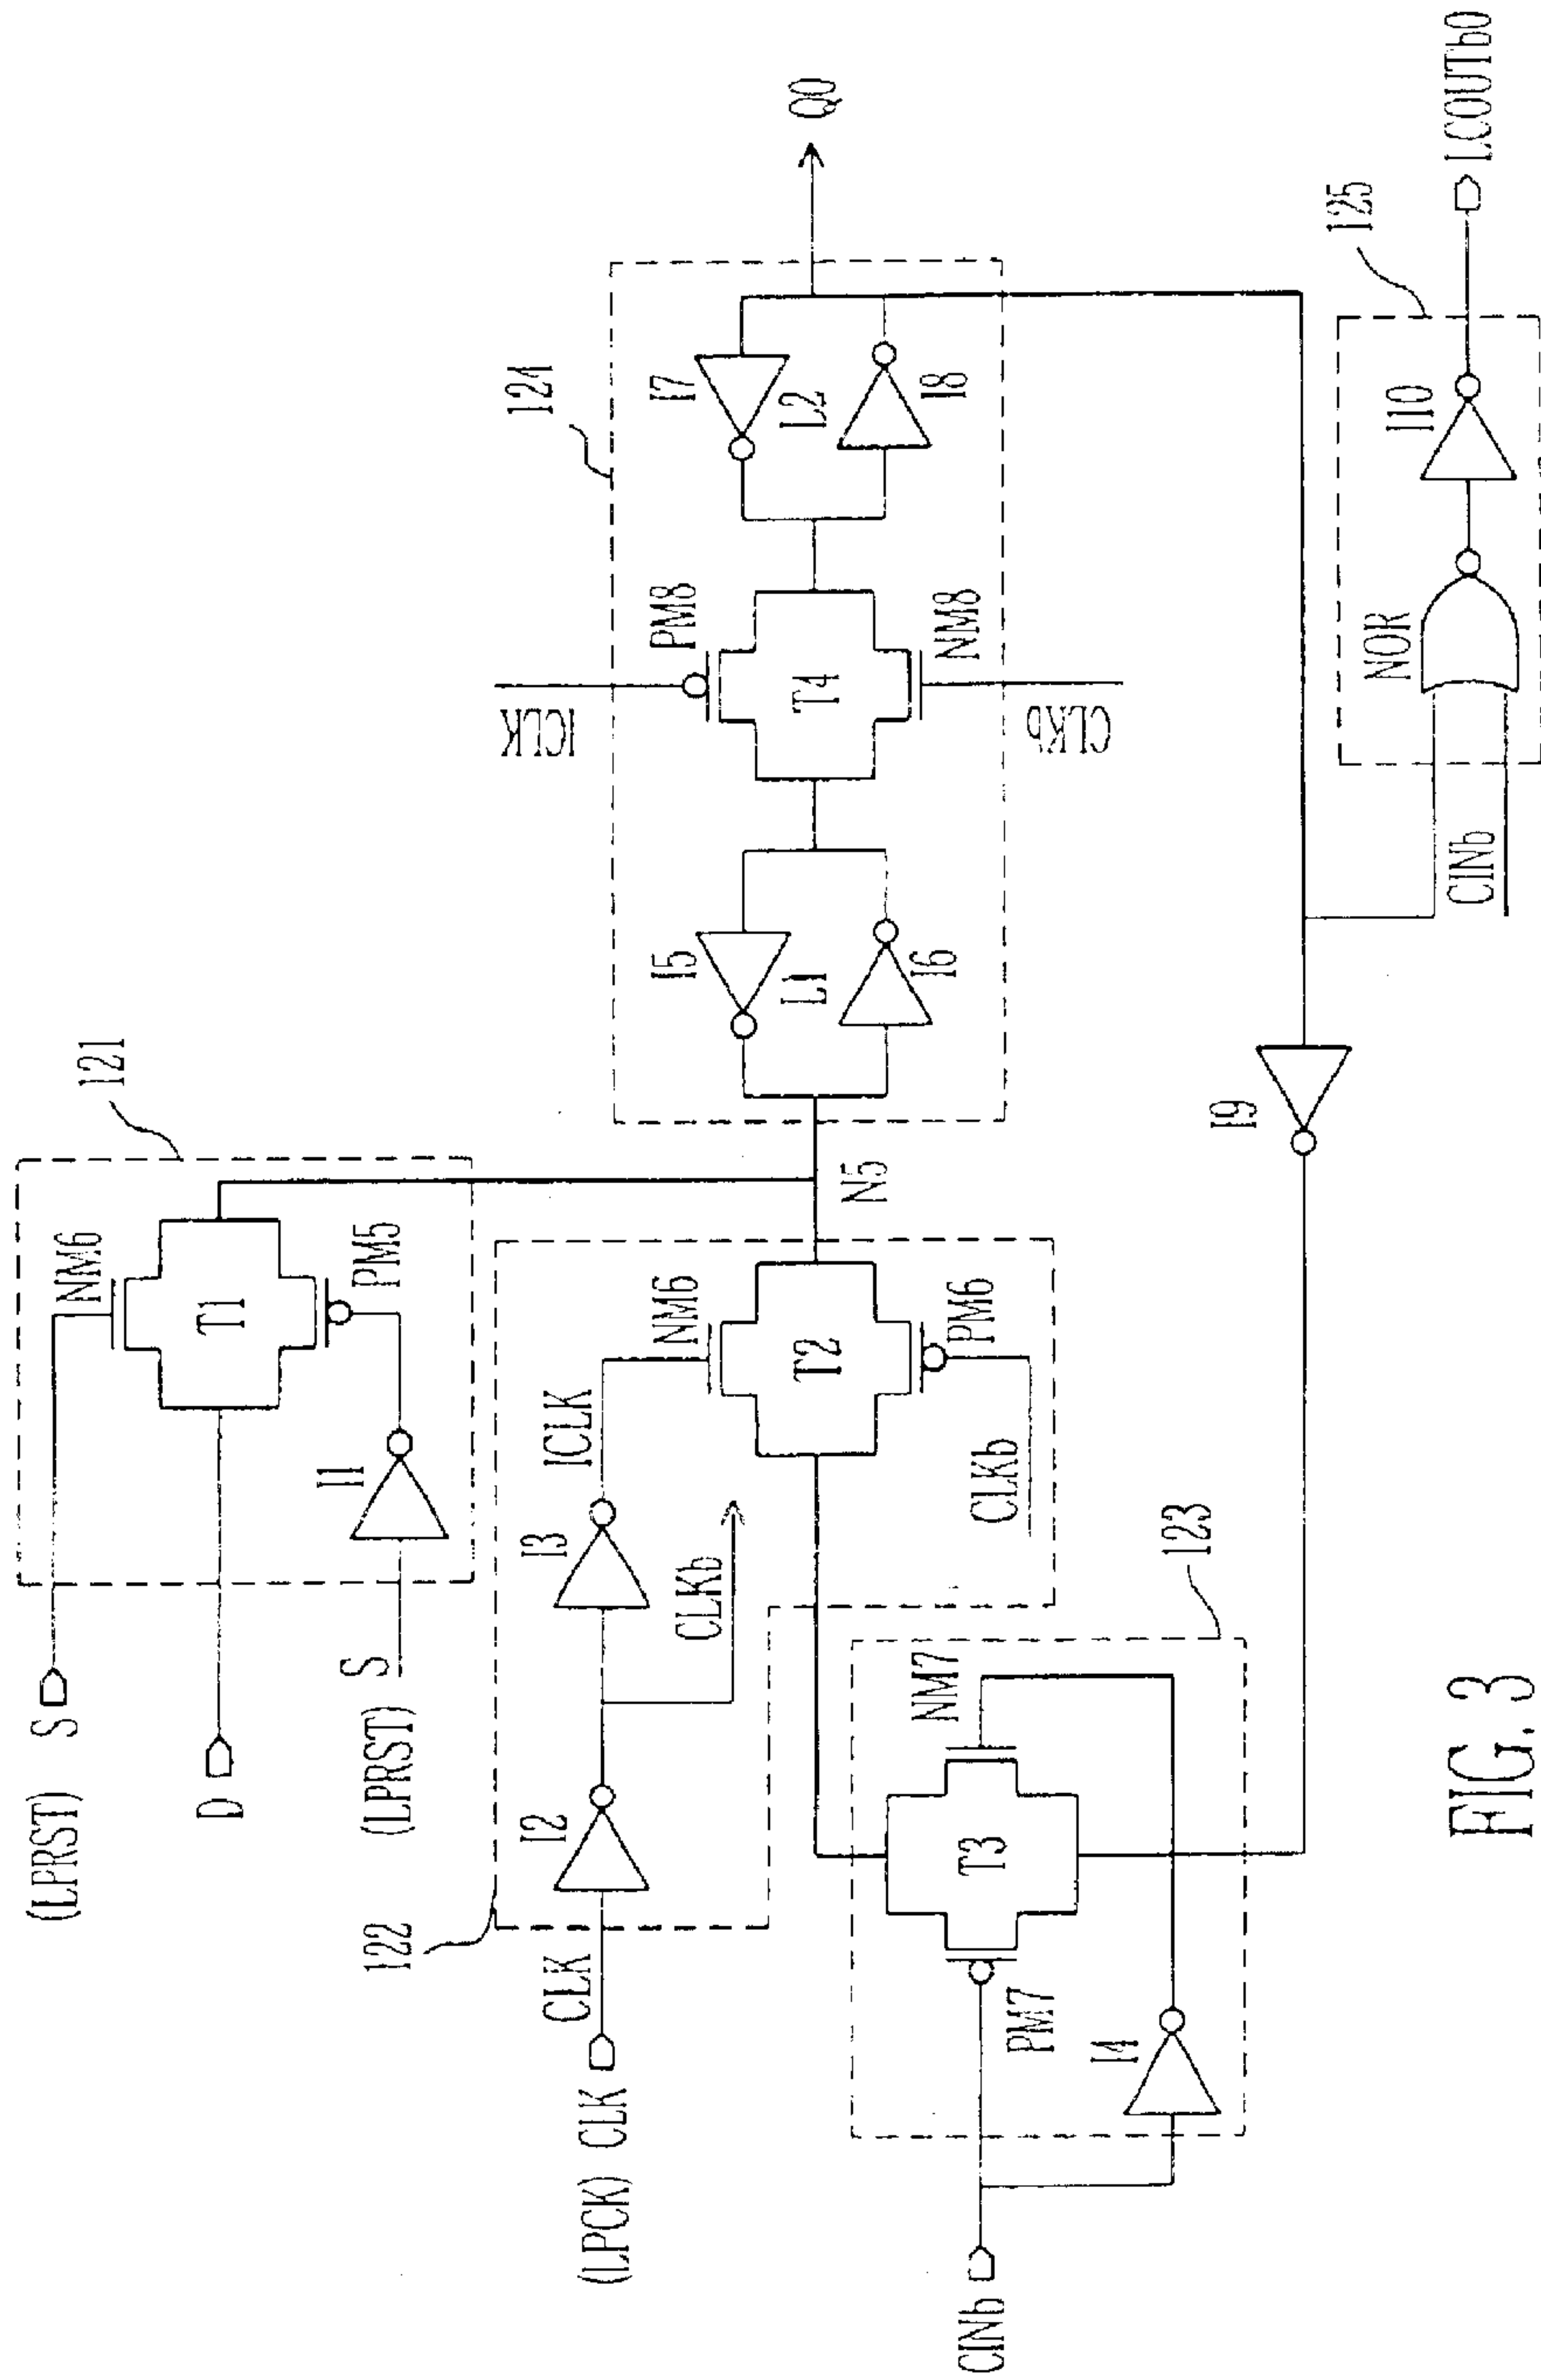 (LPRST) S
D
(LPRST) S
I1
NM6
T1
PM5
121
(LPCK) CLK
CLK
122
I2
I3
ICLK
CLKb
NM6
T2
PM6
CLKb
N5
CINb
PM7
T3
NM7
I4
123
124
I5
L1
I6
ICLK
PM8
T4
NM8
CLKb
I7
L2
I8
Q0
I9
CINb
NOR
I10
125
LCOUTb0
FIG. 3